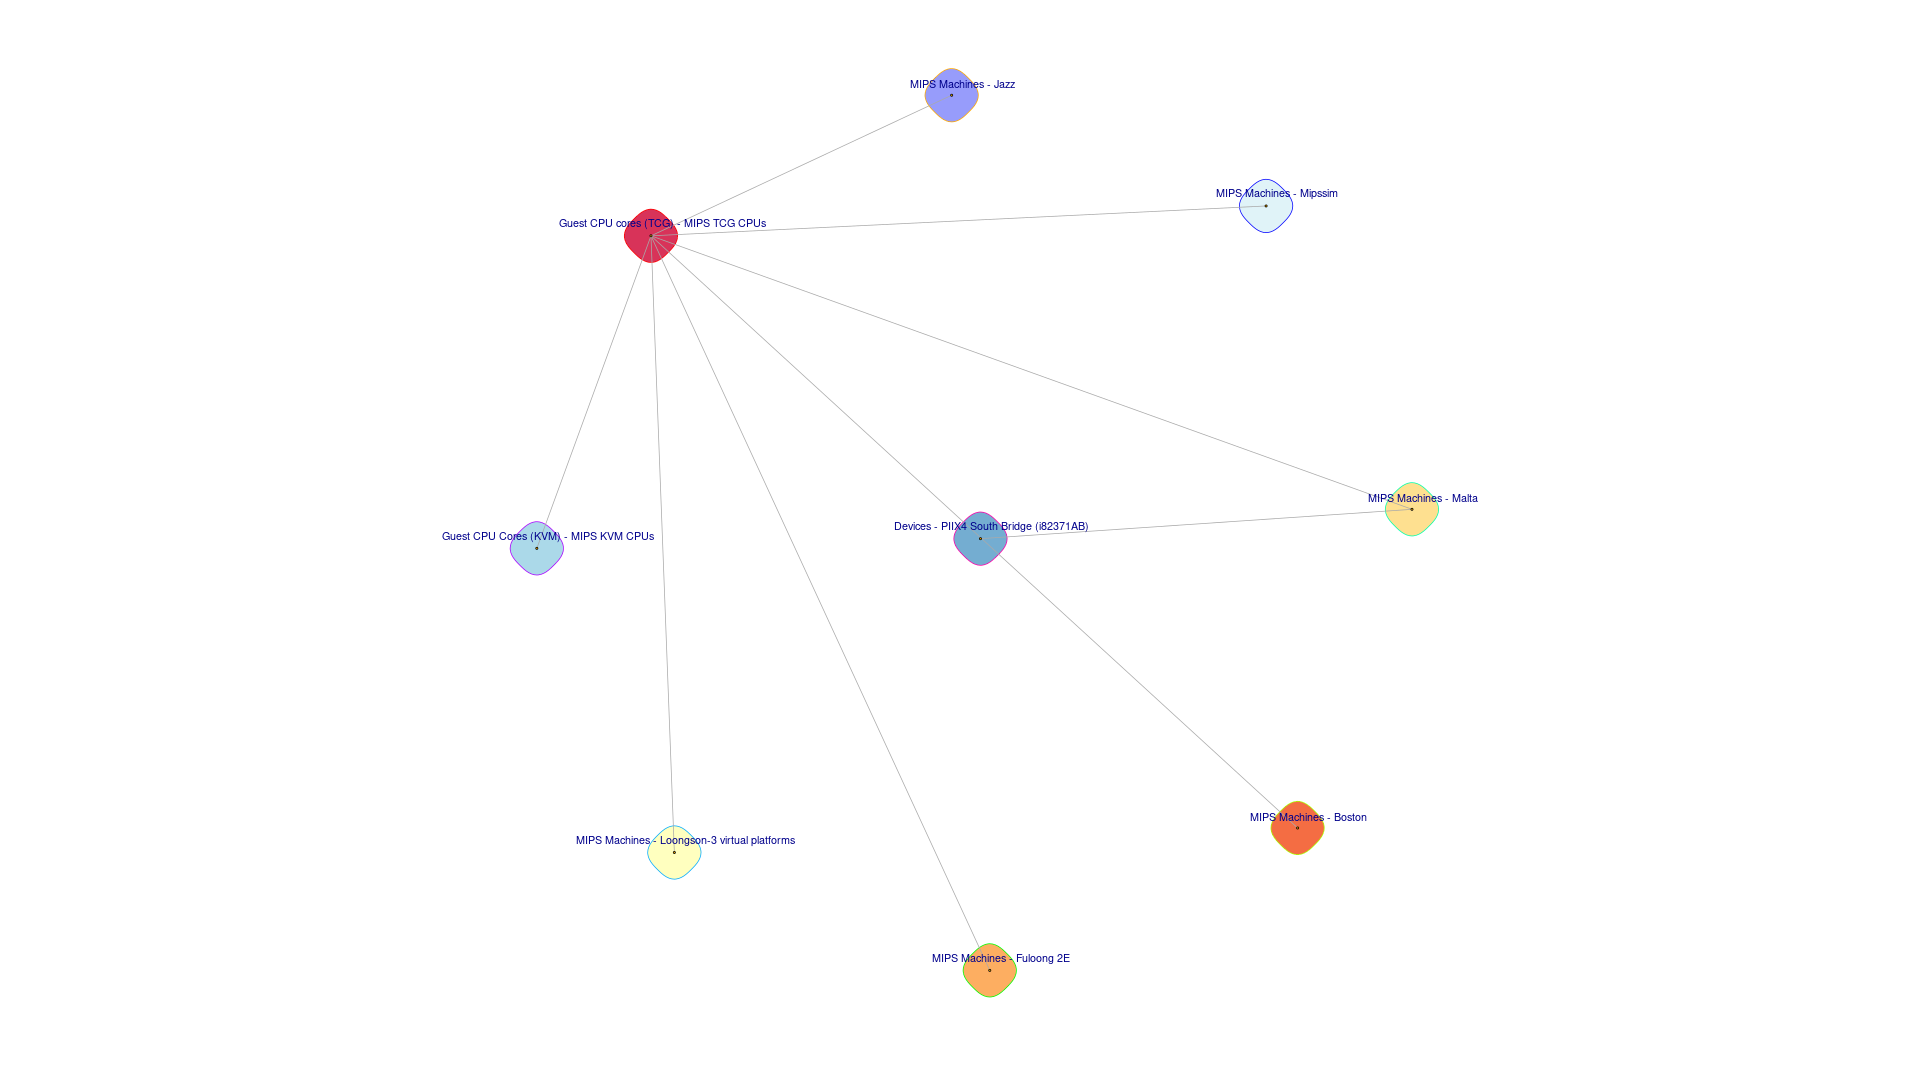 MIPS Machines - Jazz
MIPS Machines - Mipssim
Guest CPU cores (TCG) - MIPS TCG CPUs
MIPS Machines - Malta
Devices - PIIX4 South Bridge (i82371AB)
Guest CPU Cores (KVM) - MIPS KVM CPUs
MIPS Machines - Boston
MIPS Machines - Loongson-3 virtual platforms
MIPS Machines - Fuloong 2E